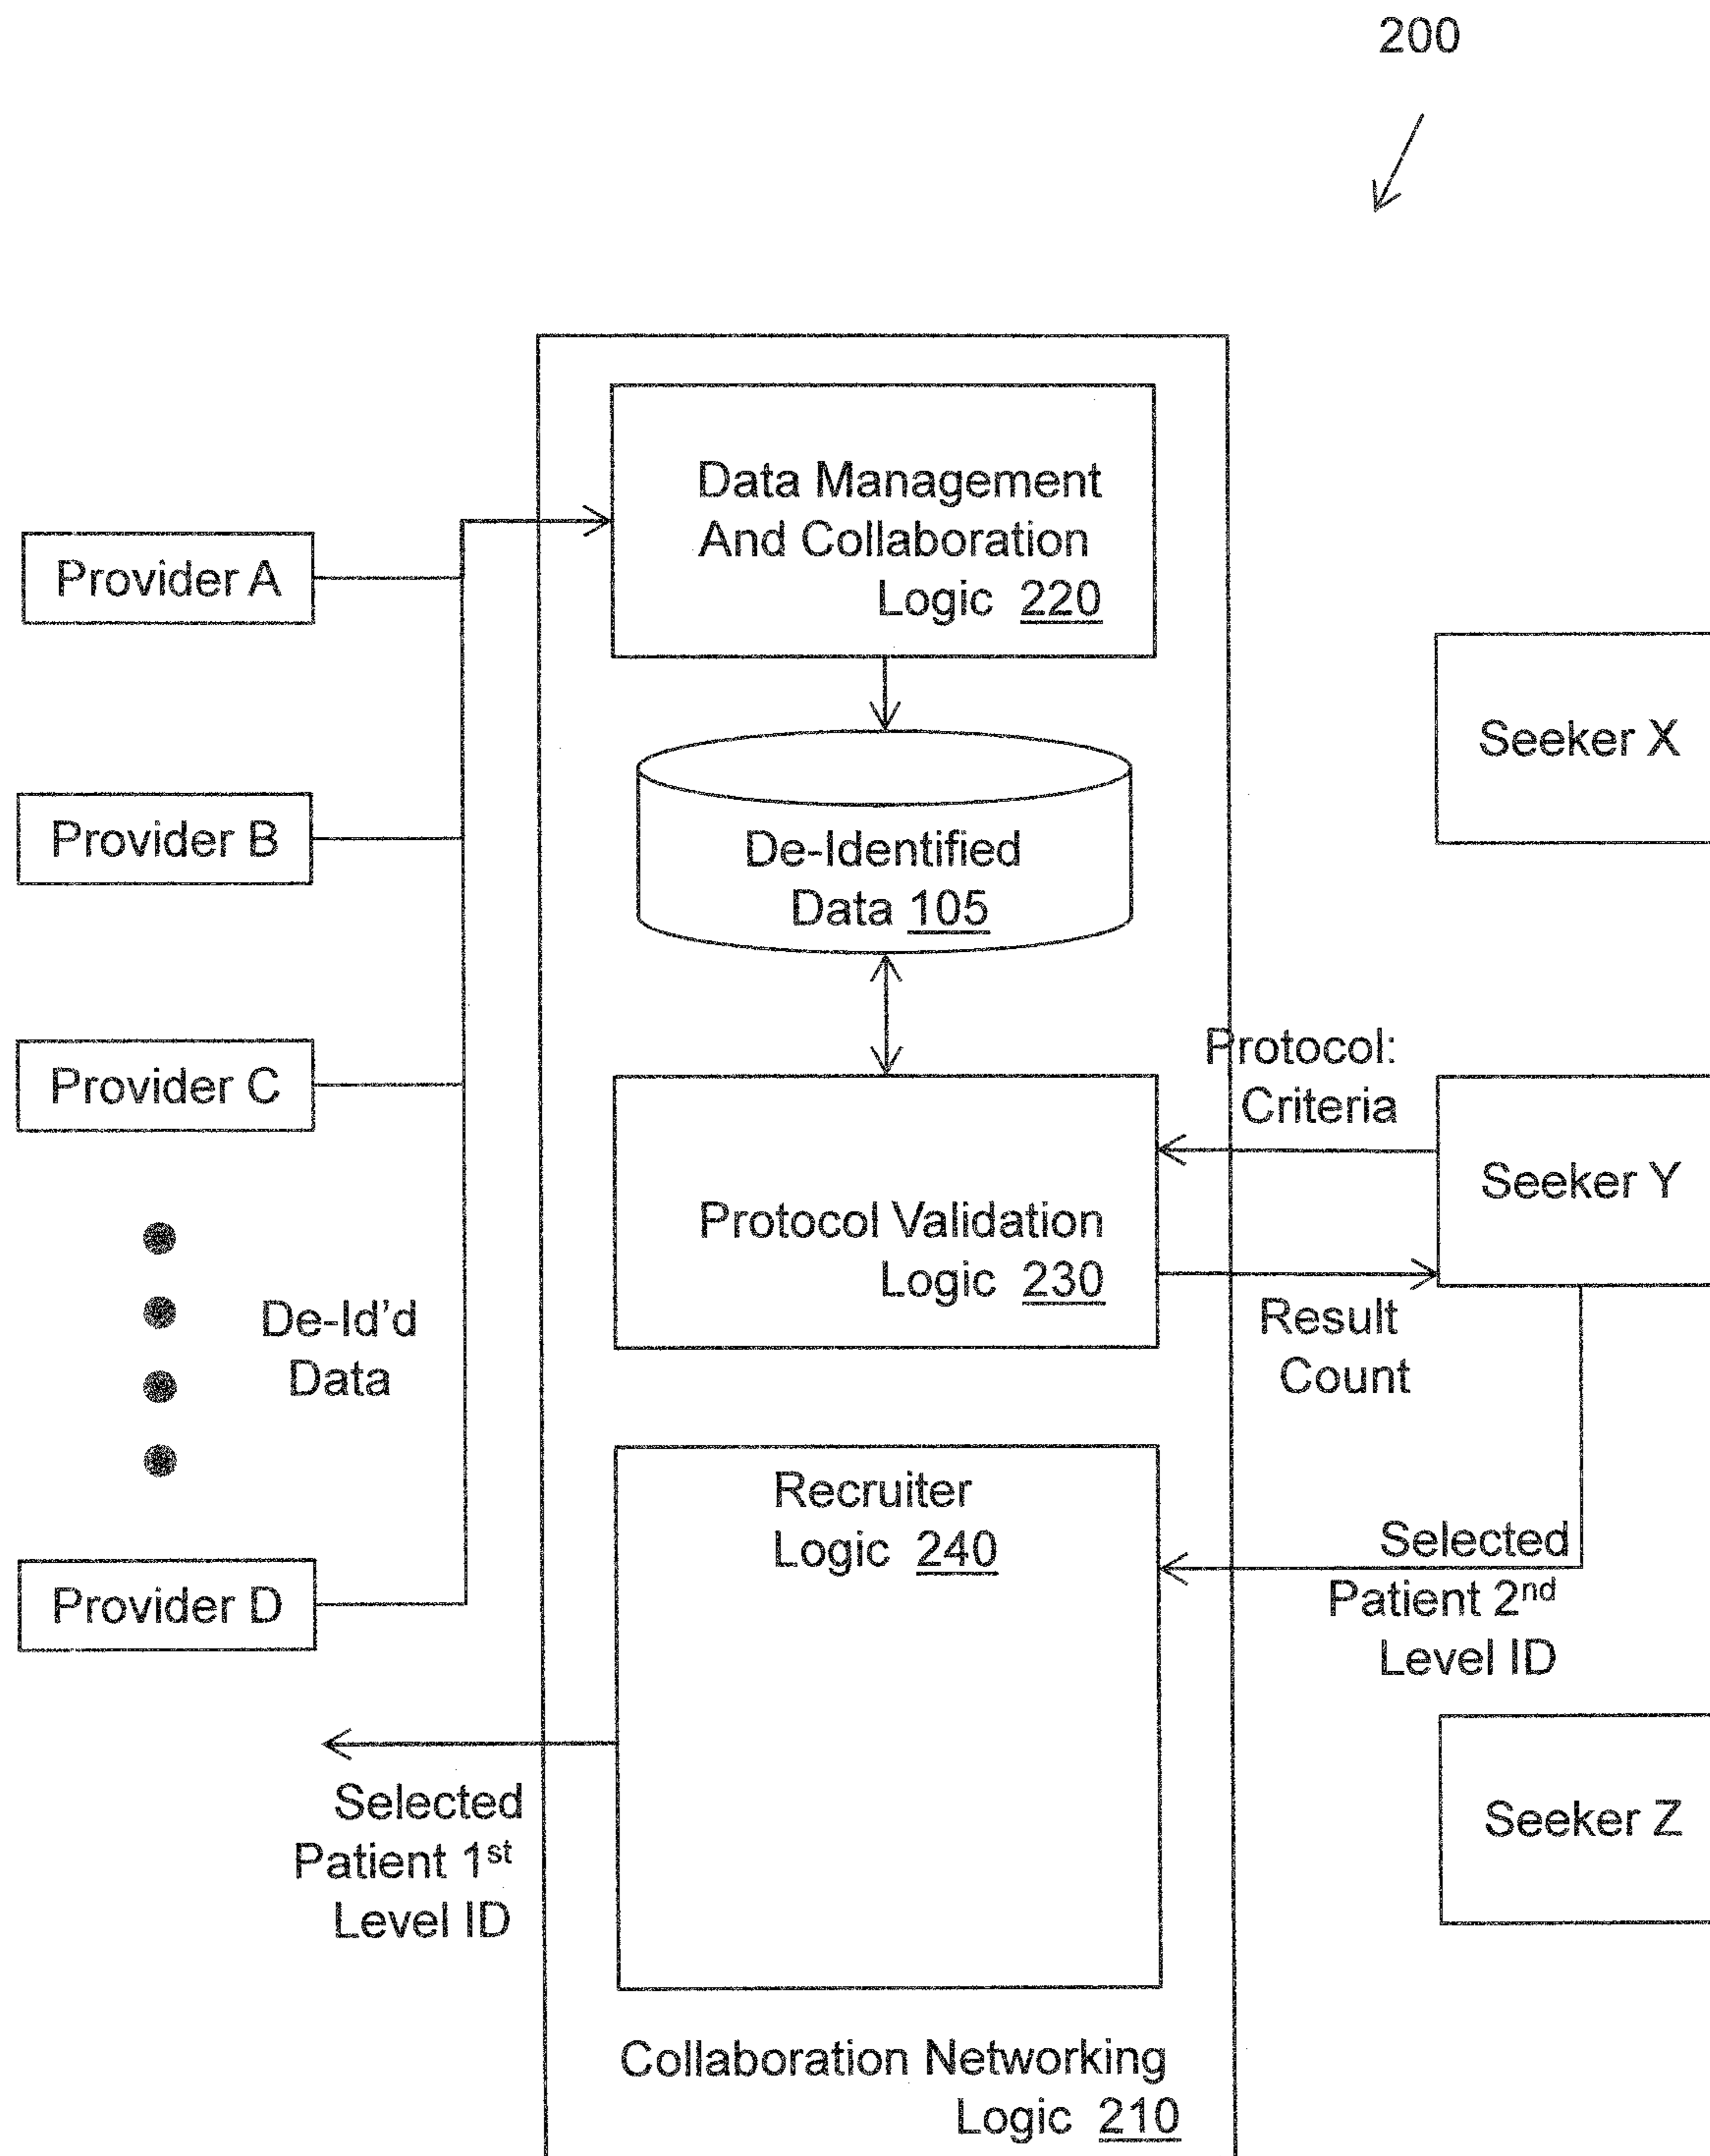 200
Data Management
And Collaboration
Logic 220
Provider A
Seeker X
Provider B
De-Identified
Data 105
Protocol:
Criteria
Provider C
Seeker Y
Protocol Validation
Logic 230
De-Id'd
Data
Result
Count
Recruiter
Logic 240
Selected
Patient 2nd
Level ID
Provider D
Selected
Patient 1st
Level ID
Seeker Z
Collaboration Networking
Logic 210